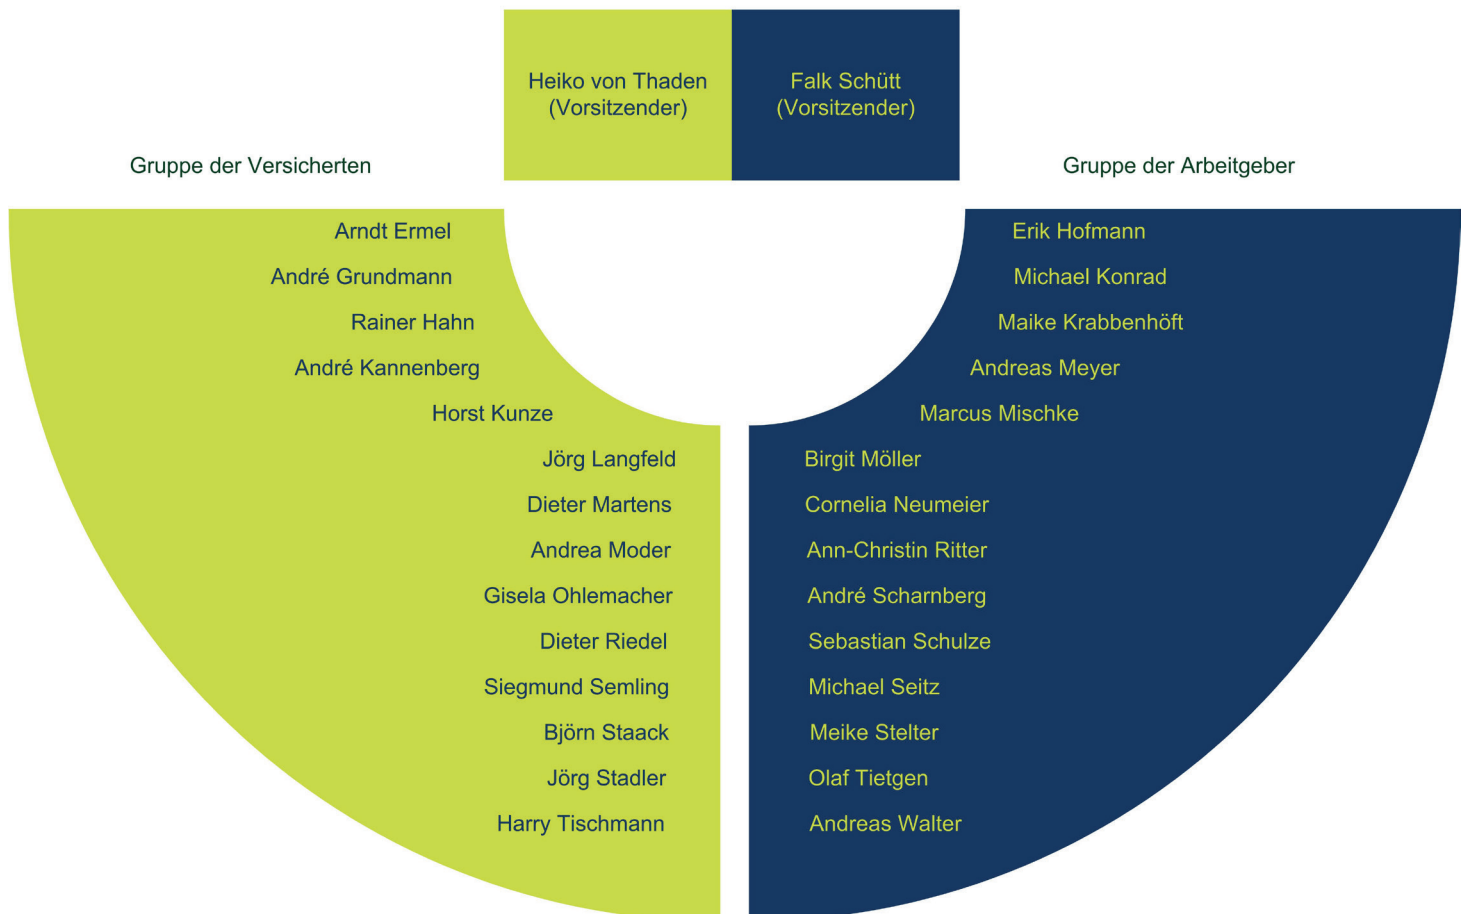 Heiko von Thaden
(Vorsitzender)
Falk Schütt
(Vorsitzender)
Gruppe der Versicherten
Arndt Ermel
André Grundmann
Rainer Hahn
André Kannenberg
Horst Kunze
Jörg Langfeld
Dieter Martens
Andrea Moder
Gisela Ohlemacher
Dieter Riedel
Siegmund Semling
Björn Staack
Jörg Stadler
Harry Tischmann
Gruppe der Arbeitgeber
Erik Hofmann
Michael Konrad
Maike Krabbenhöft
Andreas Meyer
Marcus Mischke
Birgit Möller
Cornelia Neumeier
Ann-Christin Ritter
André Scharnberg
Sebastian Schulze
Michael Seitz
Meike Stelter
Olaf Tietgen
Andreas Walter